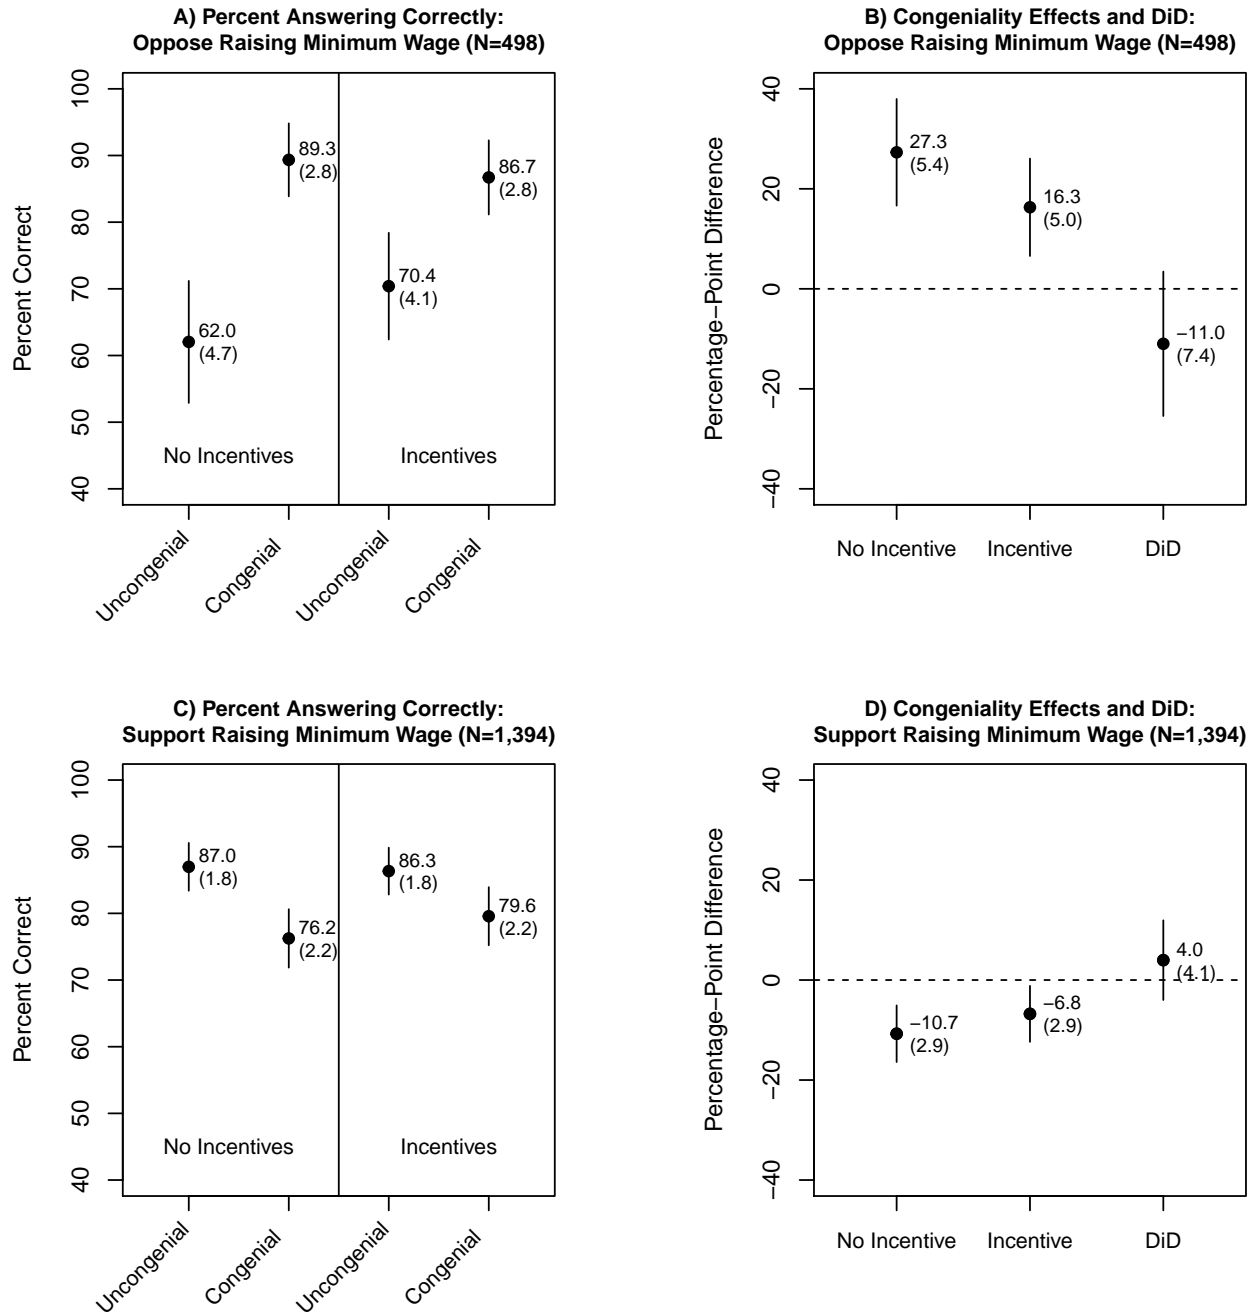 A) Percent Answering Correctly:
Oppose Raising Minimum Wage (N=498)
Percent Correct
100
90
80
70
60
50
40
62.0
(4.7)
89.3
(2.8)
70.4
(4.1)
86.7
(2.8)
No Incentives
Incentives
Uncongenial
Congenial
Uncongenial
Congenial
B) Congeniality Effects and DiD:
Oppose Raising Minimum Wage (N=498)
Percentage−Point Difference
40
20
0
−20
−40
27.3
(5.4)
16.3
(5.0)
−11.0
(7.4)
No Incentive
Incentive
DiD
C) Percent Answering Correctly:
Support Raising Minimum Wage (N=1,394)
Percent Correct
100
90
80
70
60
50
40
87.0
(1.8)
76.2
(2.2)
86.3
(1.8)
79.6
(2.2)
No Incentives
Incentives
Uncongenial
Congenial
Uncongenial
Congenial
D) Congeniality Effects and DiD:
Support Raising Minimum Wage (N=1,394)
Percentage−Point Difference
40
20
0
−20
−40
−10.7
(2.9)
−6.8
(2.9)
4.0
(4.1)
No Incentive
Incentive
DiD